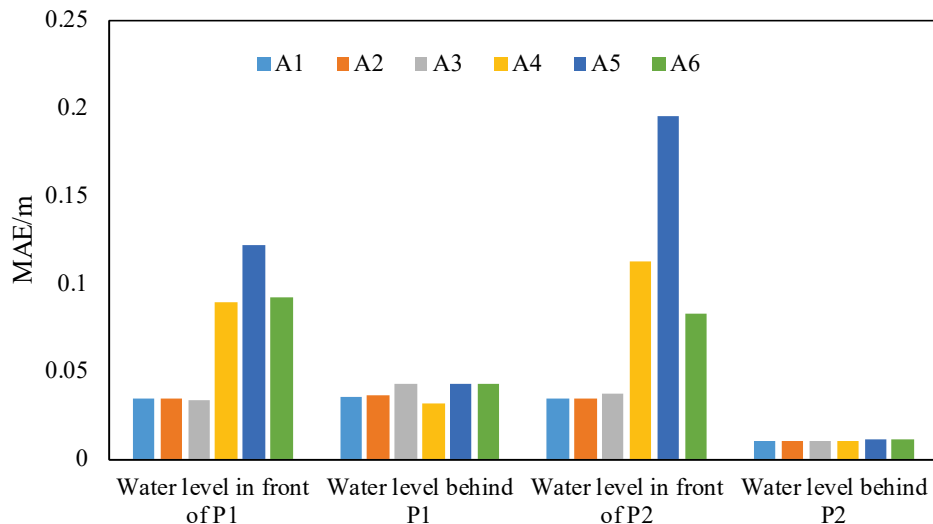 0.25
A1 A2 A3 A4 A5 A6
0.2
0.15
MAE/m
0.1
0.05
0
Water level in front of P1
Water level behind P1
Water level in front of P2
Water level behind P2